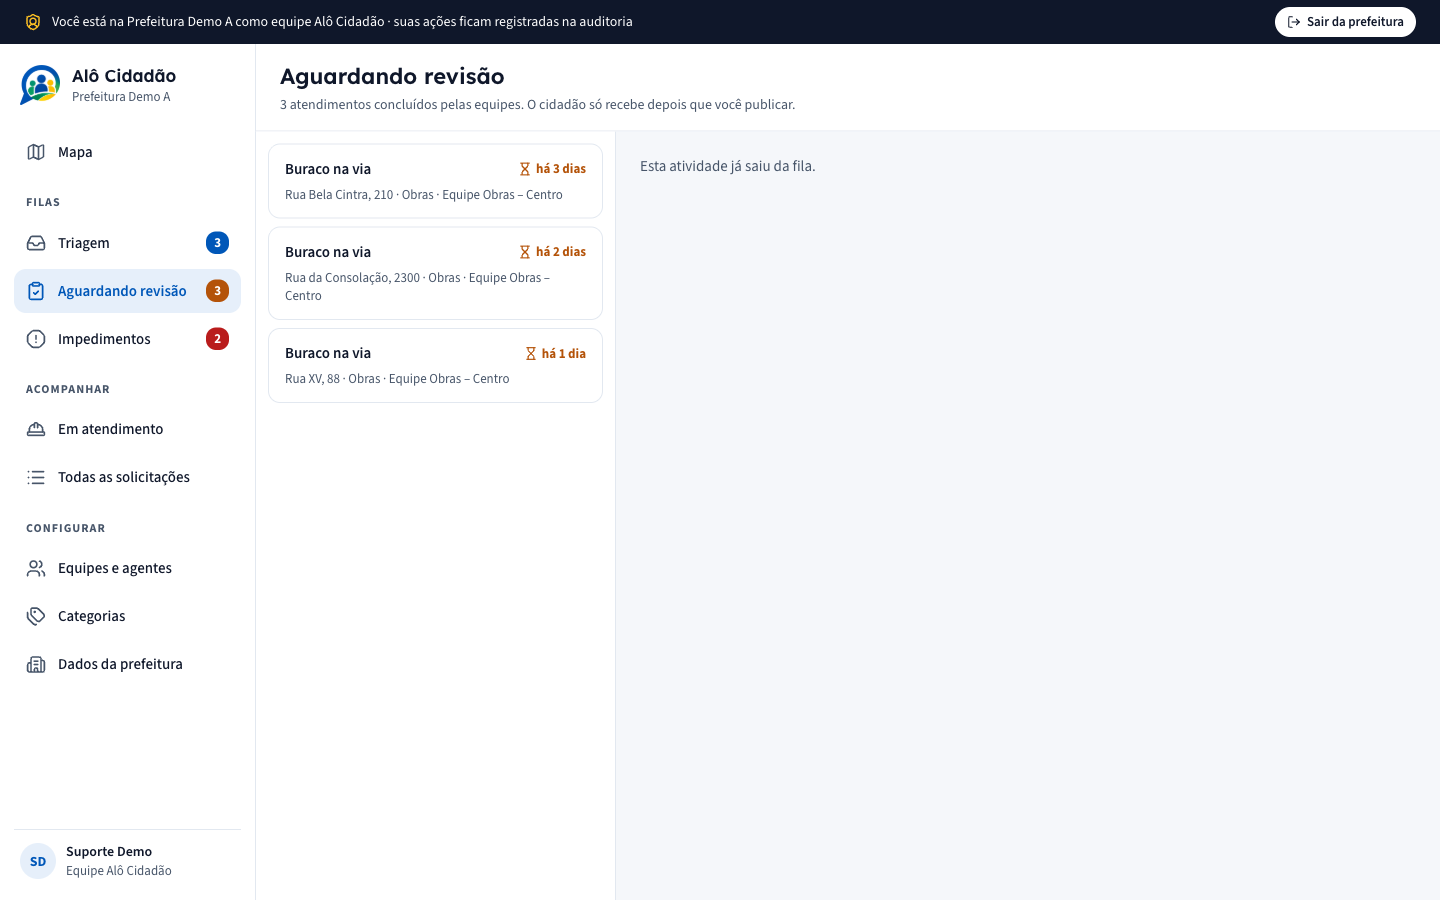 Você está na Prefeitura Demo A como equipe Alô Cidadão · suas ações ficam registradas na auditoria
Sair da prefeitura
Alô Cidadão
Prefeitura Demo A
Mapa
FILAS
Triagem
3
Aguardando revisão
3
Impedimentos
2
ACOMPANHAR
Em atendimento
Todas as solicitações
CONFIGURAR
Equipes e agentes
Categorias
Dados da prefeitura
SD
Suporte Demo
Equipe Alô Cidadão
Aguardando revisão
3 atendimentos concluídos pelas equipes. O cidadão só recebe depois que você publicar.
Buraco na via
há 3 dias
Rua Bela Cintra, 210 · Obras · Equipe Obras – Centro
Buraco na via
há 2 dias
Rua da Consolação, 2300 · Obras · Equipe Obras –
Centro
Buraco na via
há 1 dia
Rua XV, 88 · Obras · Equipe Obras – Centro
Esta atividade já saiu da fila.